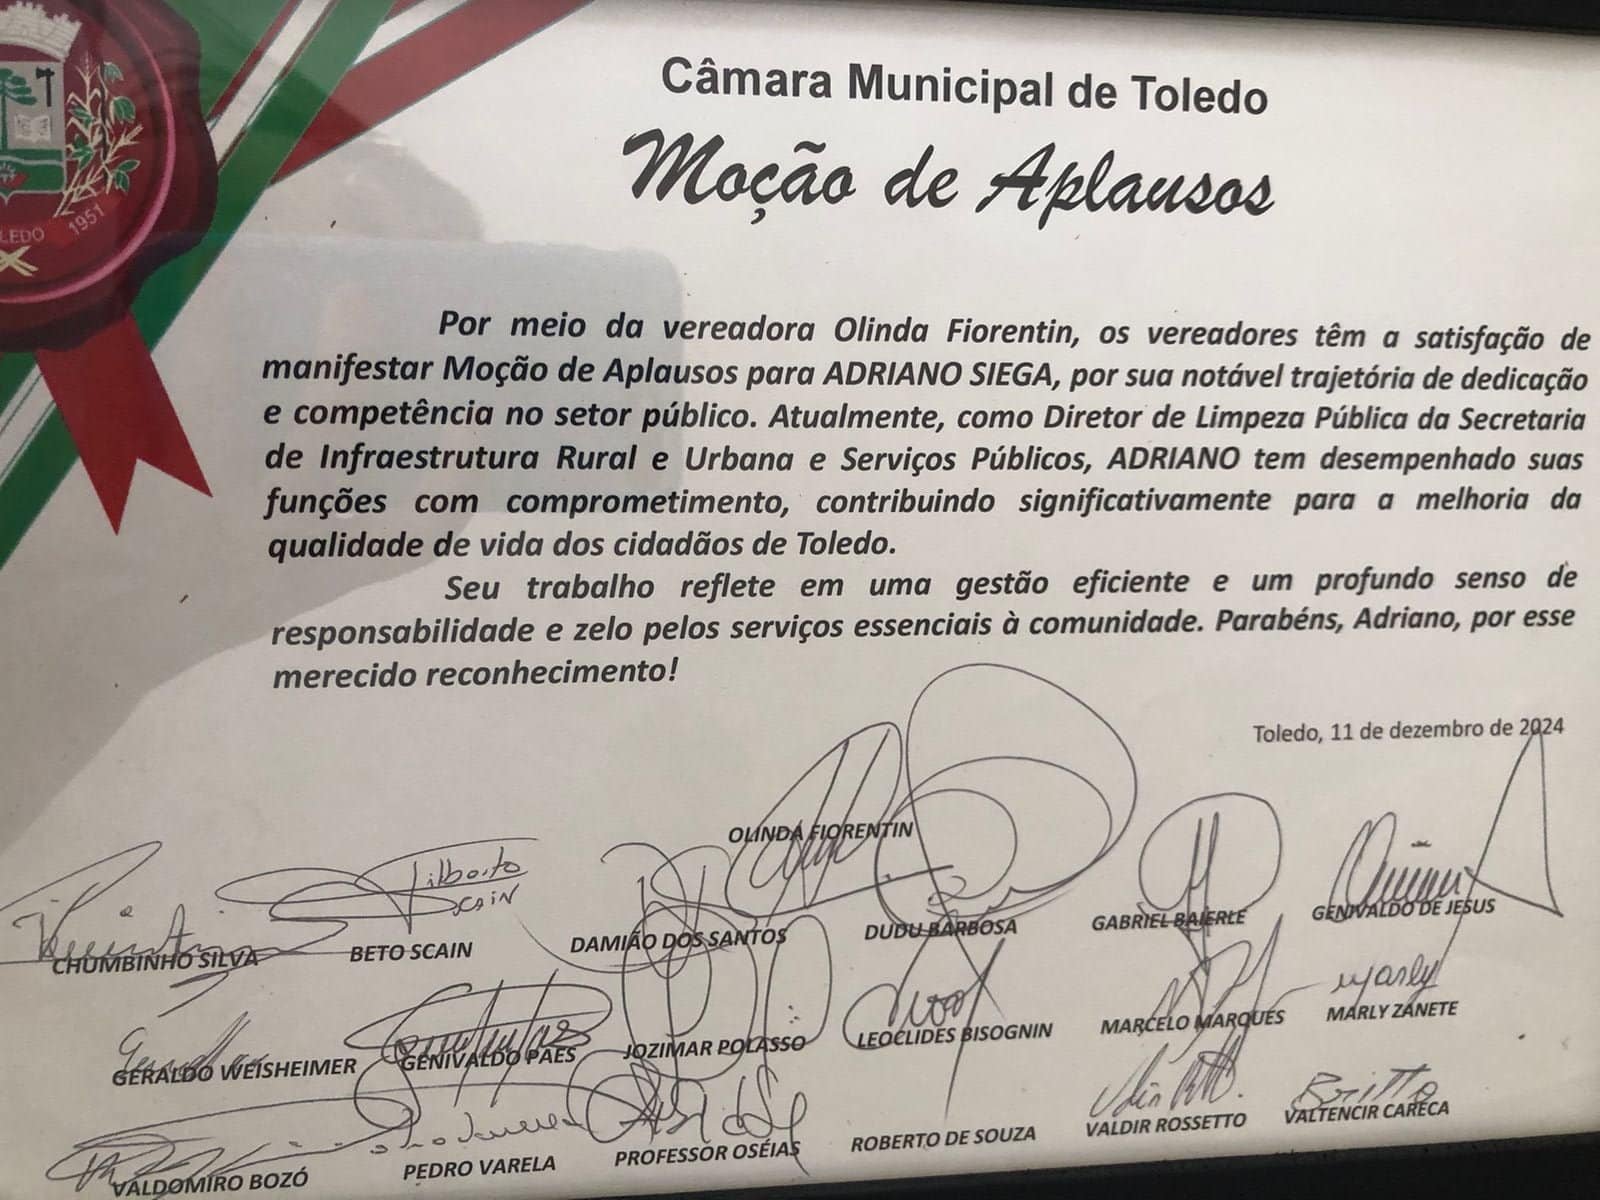 Câmara Municipal de Toledo
Moção de Aplausos
LEDO 1951
Por meio da vereadora Olinda Fiorentin, os vereadores têm a satisfação de
manifestar Moção de Aplausos para ADRIANO SIEGA, por sua notável trajetória de dedicação
e competência no setor público. Atualmente, como Diretor de Limpeza Pública da Secretaria
de Infraestrutura Rural e Urbana e Serviços Públicos, ADRIANO tem desempenhado suas
funções com comprometimento, contribuindo significativamente para a melhoria da
qualidade de vida dos cidadãos de Toledo.
Seu trabalho reflete em uma gestão eficiente e um profundo senso de
responsabilidade e zelo pelos serviços essenciais à comunidade. Parabéns, Adriano, por esse
merecido reconhecimento!
Toledo, 11 de dezembro de 2024
OLINDA FIORENTIN
Gilberto
SCAIN
CHUMBINHO SILVA BETO SCAIN DAMIÃO DOS SANTOS DUDU BARBOSA GABRIEL BAIERLE GENIVALDO DE JESUS
Marly
GERALDO WEISHEIMER GENIVALDO PAES JOZIMAR POLASSO LEOCLIDES BISOGNIN MARCELO MARQUES MARLY ZANETE
Britto
VALDOMIRO BOZÓ PEDRO VARELA PROFESSOR OSÉIAS ROBERTO DE SOUZA VALDIR ROSSETTO VALTENCIR CARECA